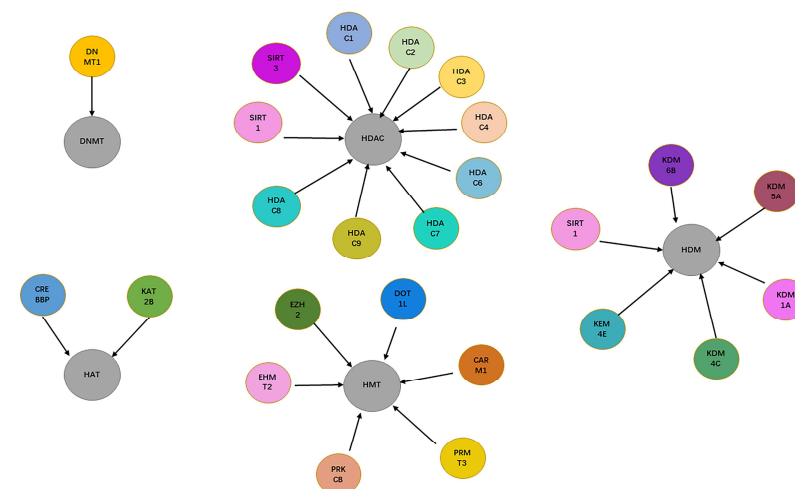 DN
MT1
DNMT
HDA
C1
HDA
C2
HDA
C3
HDA
C4
HDA
C6
HDA
C7
HDA
C9
HDA
C8
SIRT
1
SIRT
3
HDAC
KDM
6B
KDM
5A
KDM
1A
KDM
4C
KEM
4E
SIRT
1
HDM
CRE
BBP
KAT
2B
HAT
EZH
2
DOT
1L
CAR
M1
PRM
T3
PRK
CB
EHM
T2
HMT